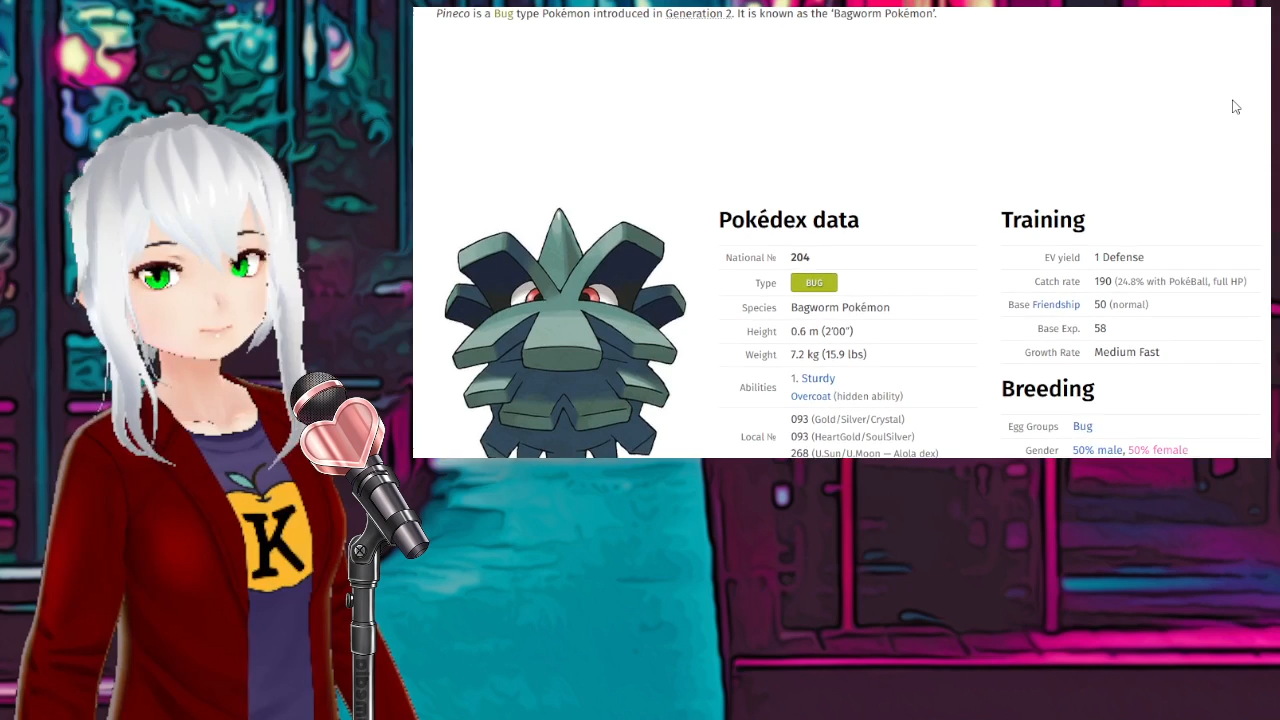 Pineco is a Bug type Pokémon introduced in Generation 2. It is known as the ‘Bagworm Pokémon’.
Pokédex data
National № 204
Type BUG
Species Bagworm Pokémon
Height 0.6 m (2′00″)
Weight 7.2 kg (15.9 lbs)
Abilities 1. Sturdy
Overcoat (hidden ability)
Local № 093 (Gold/Silver/Crystal)
093 (HeartGold/SoulSilver)
268 (U.Sun/U.Moon — Alola dex)
Training
EV yield 1 Defense
Catch rate 190 (24.8% with PokéBall, full HP)
Base Friendship 50 (normal)
Base Exp. 58
Growth Rate Medium Fast
Breeding
Egg Groups Bug
Gender 50% male, 50% female
K